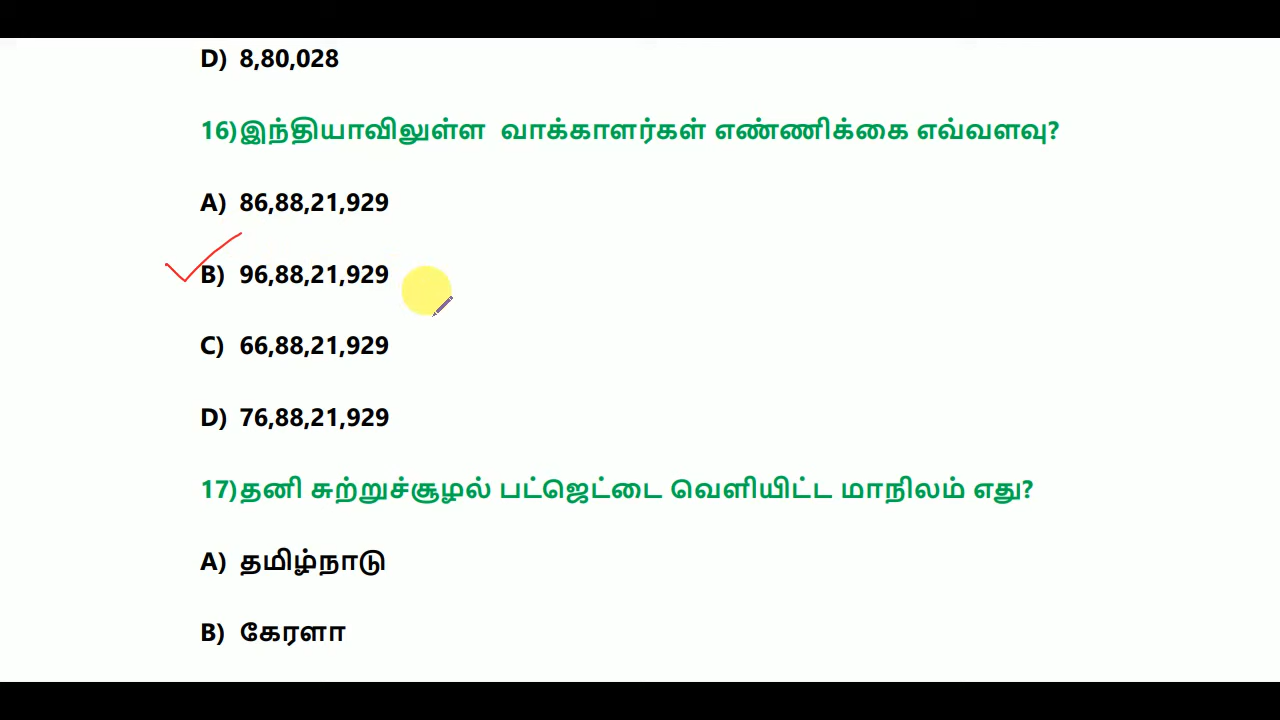 D) 8,80,028
16)இந்தியாவிலுள்ள வாக்காளர்கள் எண்ணிக்கை எவ்வளவு?
A) 86,88,21,929
B) 96,88,21,929
C) 66,88,21,929
D) 76,88,21,929
17)தனி சுற்றுச்சூழல் பட்ஜெட்டை வெளியிட்ட மாநிலம் எது?
A) தமிழ்நாடு
B) கேரளா